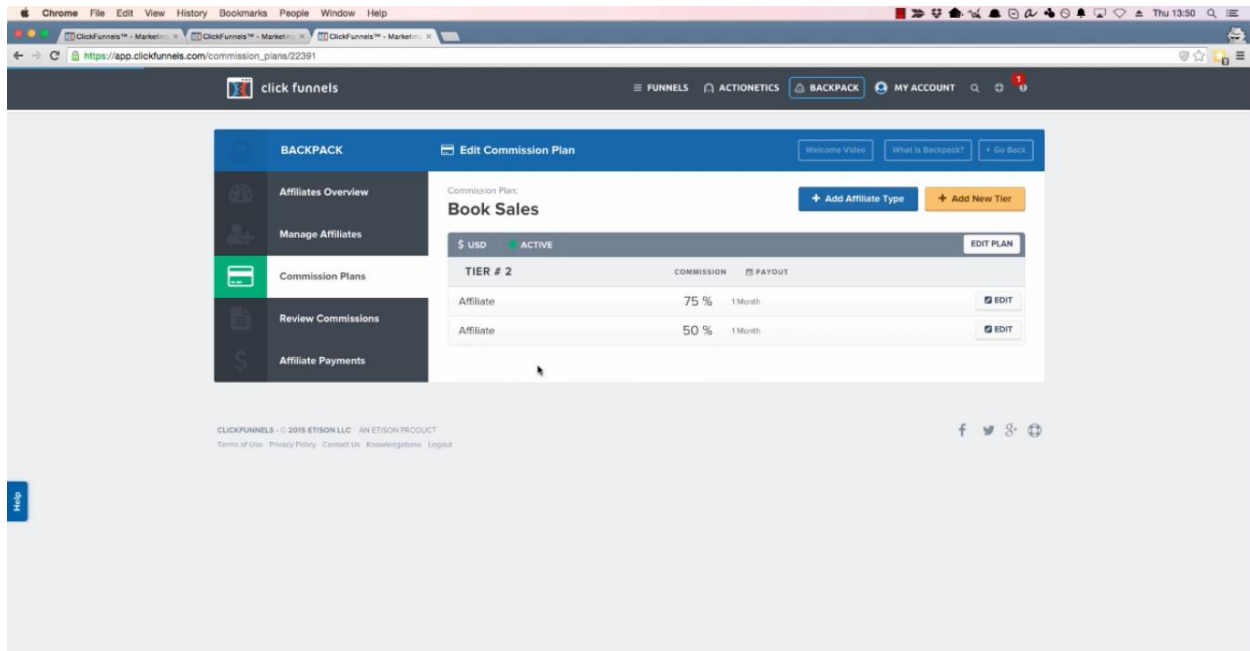 Chrome File Edit View History Bookmarks People Window Help Thu 13:50
ClickFunnels™ - Marketing ClickFunnels™ - Marketing ClickFunnels™ - Marketing
https://app.clickfunnels.com/commission_plans/22391
click funnels FUNNELS ACTIONETICS BACKPACK MY ACCOUNT 1
BACKPACK Edit Commission Plan Welcome Video What Is Backpack? Go Back
Affiliates Overview
Manage Affiliates
Commission Plans
Review Commissions
Affiliate Payments
Commission Plan:
Book Sales
+ Add Affiliate Type + Add New Tier
$ USD ACTIVE EDIT PLAN
TIER # 2 COMMISSION PAYOUT
Affiliate 75 % 1 Month EDIT
Affiliate 50 % 1 Month EDIT
CLICKFUNNELS - © 2015 ETISON LLC AN ETISON PRODUCT
Terms of Use Privacy Policy Contact Us Knowledgebase Logout
Help